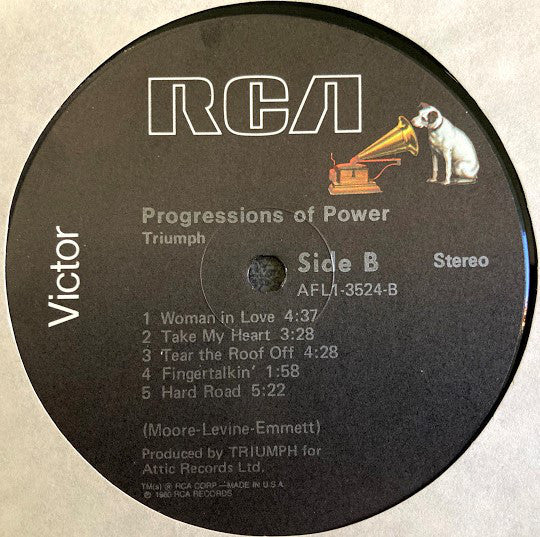 RCA
Victor
Progressions of Power
Triumph
Side B
Stereo
AFL1-3524-B
1 Woman in Love 4:37
2 Take My Heart 3:28
3 Tear the Roof Off 4:28
4 Fingertalkin' 1:58
5 Hard Road 5:22
(Moore-Levine-Emmett)
Produced by TRIUMPH for
Attic Records Ltd.
TM(s) ® RCA CORP—MADE IN U.S.A.
℗ 1980 RCA RECORDS